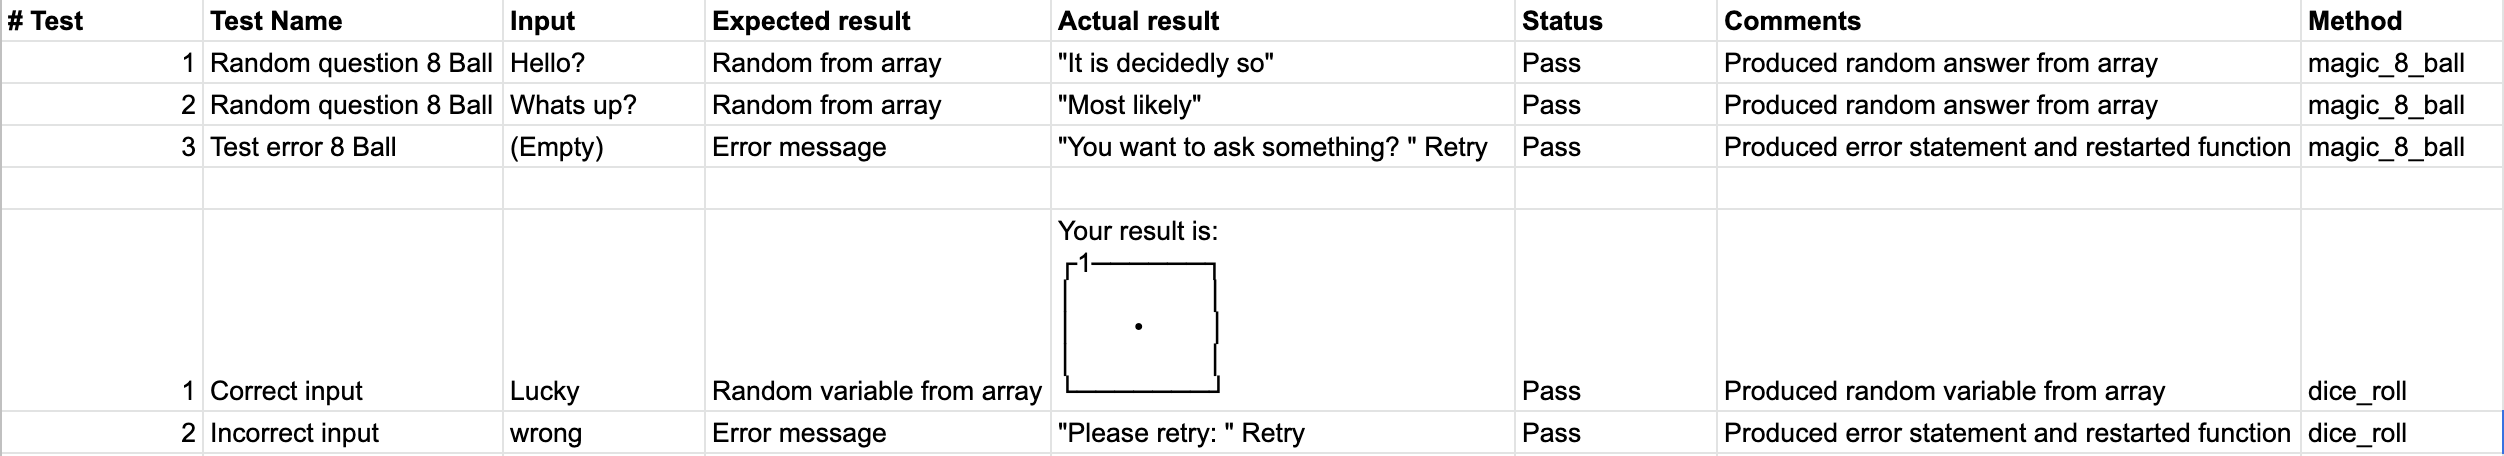 # Test Test Name Input Expected result Actual result Status Comments Method
1 Random question 8 Ball Hello? Random from array "It is decidedly so" Pass Produced random answer from array magic_8_ball
2 Random question 8 Ball Whats up? Random from array "Most likely" Pass Produced random answer from array magic_8_ball
3 Test error 8 Ball (Empty) Error message "You want to ask something? " Retry Pass Produced error statement and restarted function magic_8_ball
Your result is:
1
1 Correct input Lucky Random variable from array Pass Produced random variable from array dice_roll
2 Incorrect input wrong Error message "Please retry: " Retry Pass Produced error statement and restarted function dice_roll